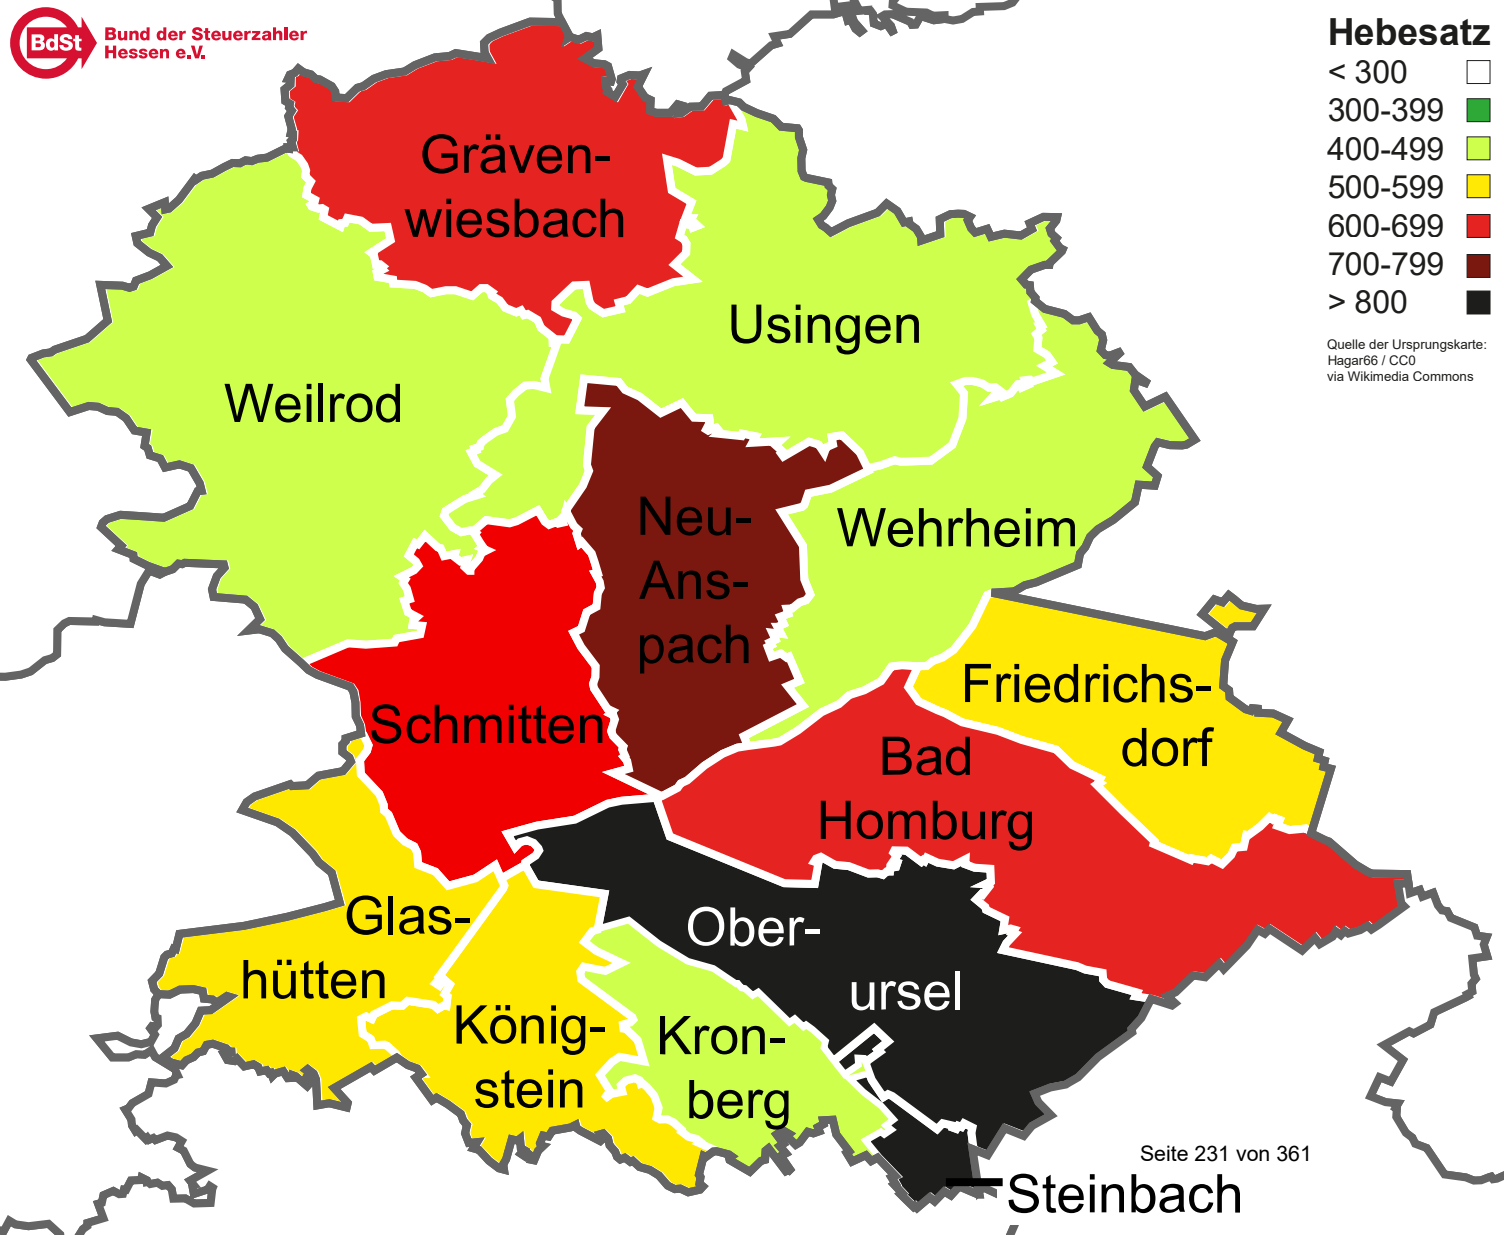 BdSt
Bund der Steuerzahler
Hessen e.V.
Hebesatz
< 300
300-399
400-499
500-599
600-699
700-799
> 800
Quelle der Ursprungskarte:
Hagar66 / CC0
via Wikimedia Commons
Gräven-
wiesbach
Usingen
Weilrod
Neu-
Ans-
pach
Wehrheim
Schmitten
Friedrichs-
dorf
Bad
Homburg
Glas-
hütten
Ober-
ursel
König-
stein
Kron-
berg
Seite 231 von 361
Steinbach